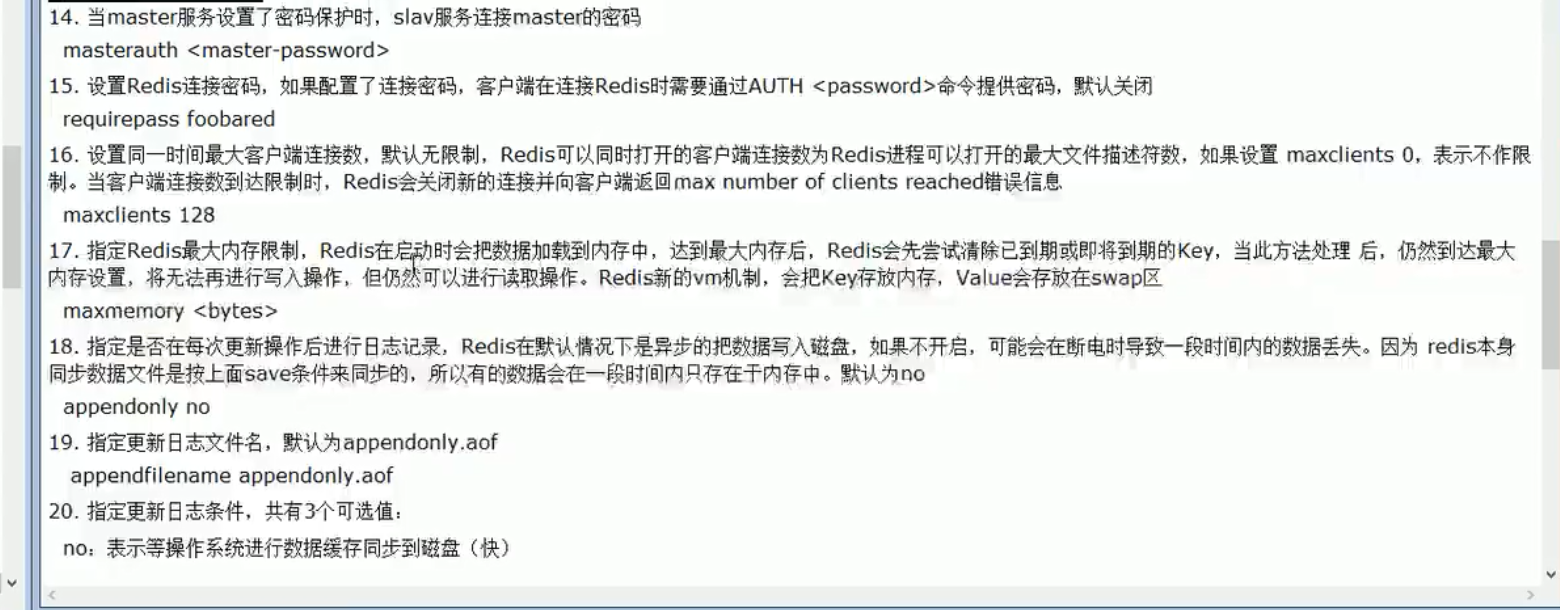 14. 当master服务设置了密码保护时，slav服务连接master的密码
masterauth <master-password>
15. 设置Redis连接密码，如果配置了连接密码，客户端在连接Redis时需要通过AUTH <password>命令提供密码，默认关闭
requirepass foobared
16. 设置同一时间最大客户端连接数，默认无限制，Redis可以同时打开的客户端连接数为Redis进程可以打开的最大文件描述符数，如果设置 maxclients 0，表示不作限
制。当客户端连接数到达限制时，Redis会关闭新的连接并向客户端返回max number of clients reached错误信息
maxclients 128
17. 指定Redis最大内存限制，Redis在启动时会把数据加载到内存中，达到最大内存后，Redis会先尝试清除已到期或即将到期的Key，当此方法处理 后，仍然到达最大
内存设置，将无法再进行写入操作，但仍然可以进行读取操作。Redis新的vm机制，会把Key存放内存，Value会存放在swap区
maxmemory <bytes>
18. 指定是否在每次更新操作后进行日志记录，Redis在默认情况下是异步的把数据写入磁盘，如果不开启，可能会在断电时导致一段时间内的数据丢失。因为 redis本身
同步数据文件是按上面save条件来同步的，所以有的数据会在一段时间内只存在于内存中。默认为no
appendonly no
19. 指定更新日志文件名，默认为appendonly.aof
appendfilename appendonly.aof
20. 指定更新日志条件，共有3个可选值：
no：表示等操作系统进行数据缓存同步到磁盘（快）